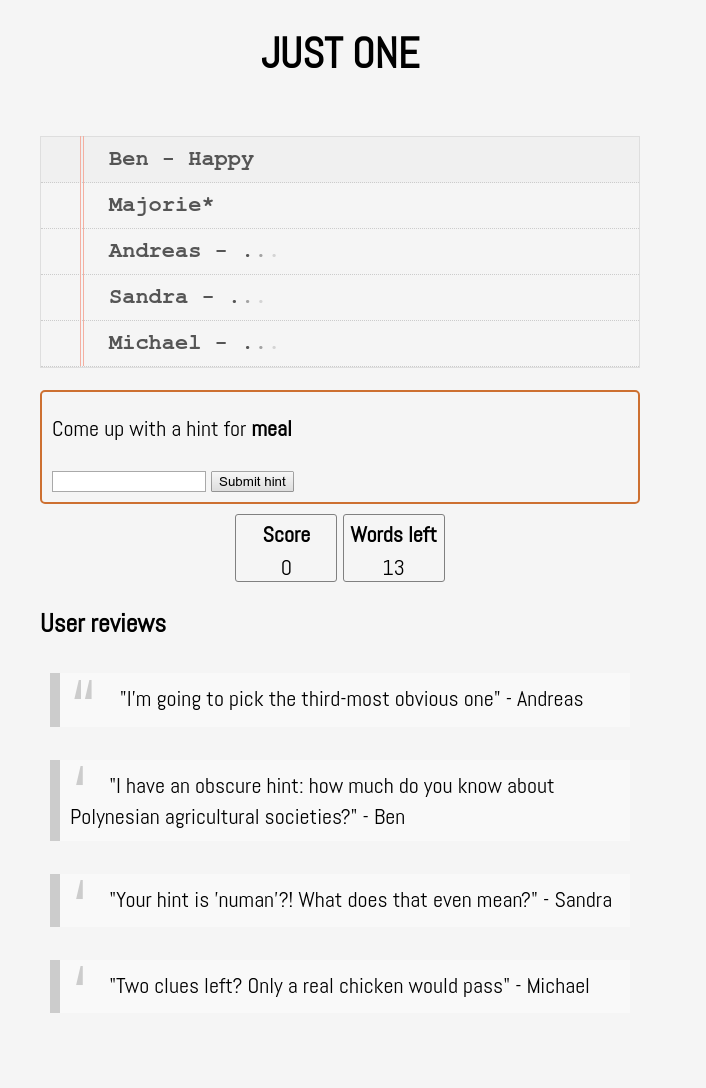 JUST ONE
Ben - Happy
Majorie*
Andreas - ...
Sandra - ...
Michael - ...
Come up with a hint for meal
Submit hint
Score
0
Words left
13
User reviews
"I'm going to pick the third-most obvious one" - Andreas
"I have an obscure hint: how much do you know about
Polynesian agricultural societies?" - Ben
"Your hint is 'numan'?! What does that even mean?" - Sandra
"Two clues left? Only a real chicken would pass" - Michael